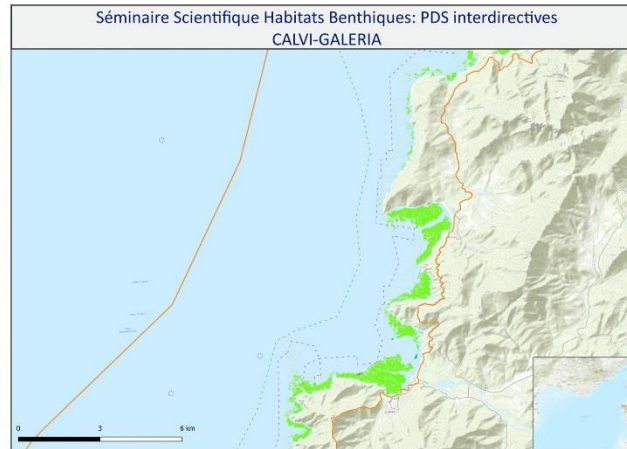 Séminaire Scientifique Habitats Benthiques: PDS interdirectives
CALVI-GALERIA
0 3 6 km